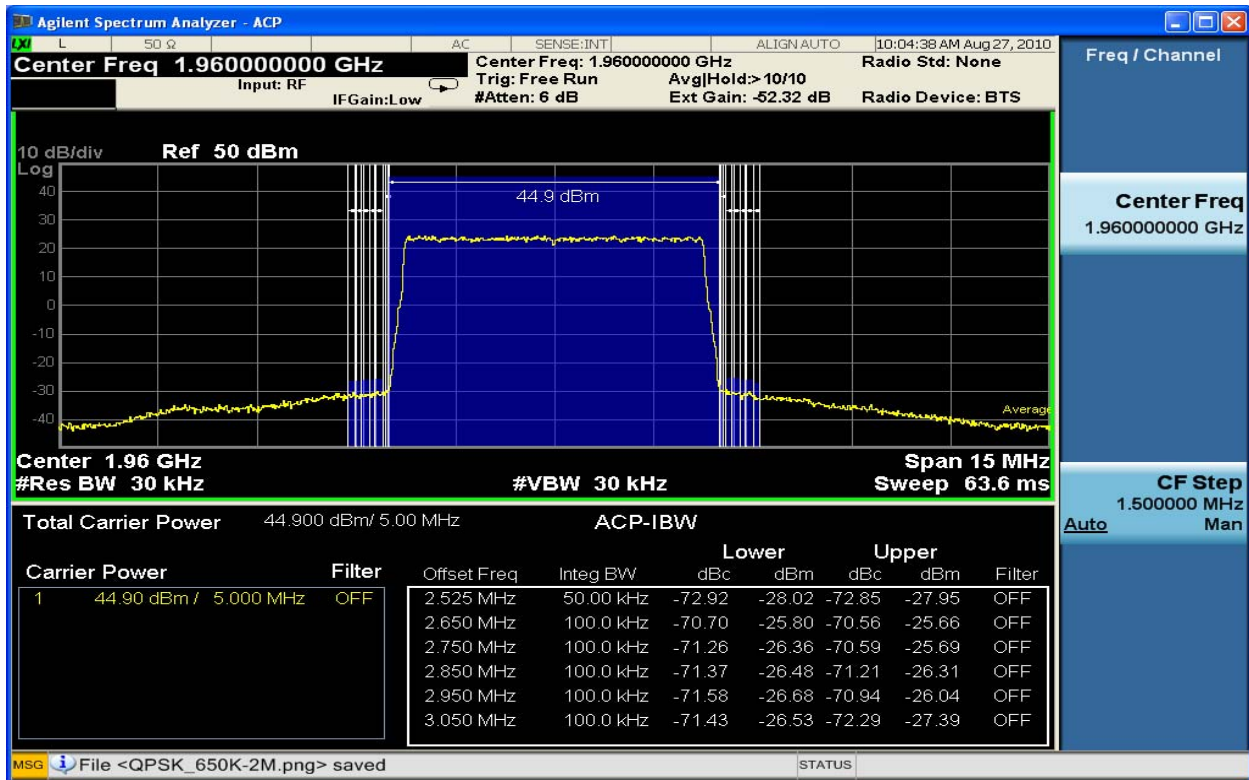 Agilent Spectrum Analyzer - ACP
LXI L 50 Ω AC SENSE:INT ALIGN AUTO 10:04:38 AM Aug 27, 2010
Center Freq 1.960000000 GHz
Input: RF
IFGain:Low
Center Freq: 1.960000000 GHz
Trig: Free Run
#Atten: 6 dB
Avg|Hold:> 10/10
Ext Gain: -52.32 dB
Radio Std: None
Radio Device: BTS
10 dB/div Ref 50 dBm
Log
40
30
20
10
0
-10
-20
-30
-40
44.9 dBm
Average
Center 1.96 GHz Span 15 MHz
#Res BW 30 kHz #VBW 30 kHz Sweep 63.6 ms
Total Carrier Power 44.900 dBm/ 5.00 MHz ACP-IBW
Lower Upper
Carrier Power Filter Offset Freq Integ BW dBc dBm dBc dBm Filter
1 44.90 dBm / 5.000 MHz OFF 2.525 MHz 50.00 kHz -72.92 -28.02 -72.85 -27.95 OFF
2.650 MHz 100.0 kHz -70.70 -25.80 -70.56 -25.66 OFF
2.750 MHz 100.0 kHz -71.26 -26.36 -70.59 -25.69 OFF
2.850 MHz 100.0 kHz -71.37 -26.48 -71.21 -26.31 OFF
2.950 MHz 100.0 kHz -71.58 -26.68 -70.94 -26.04 OFF
3.050 MHz 100.0 kHz -71.43 -26.53 -72.29 -27.39 OFF
MSG File <QPSK_650K-2M.png> saved STATUS
Freq / Channel
Center Freq
1.960000000 GHz
CF Step
1.500000 MHz
Auto Man